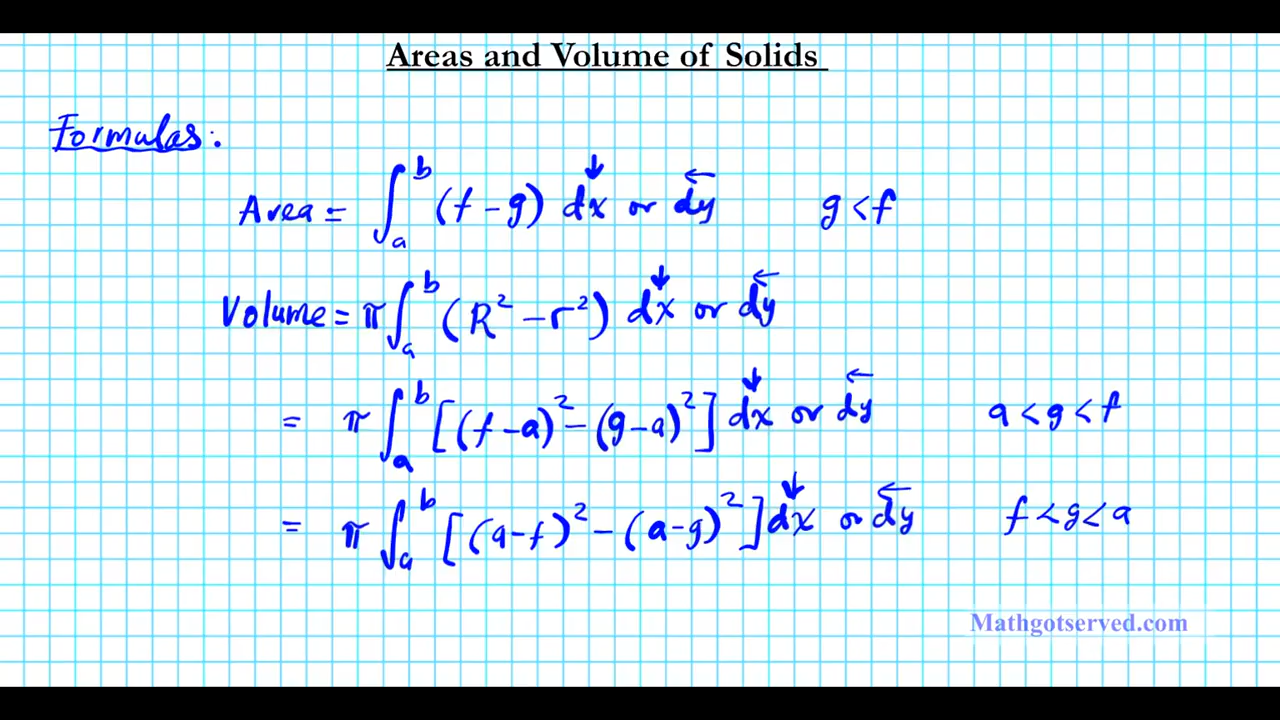 Areas and Volume of Solids
Formulas:
Area = ∫_a^b (f - g) dx or dy g < f
Volume = π ∫_a^b (R² - r²) dx or dy
= π ∫_a^b [(f - a)² - (g - a)²] dx or dy a < g < f
= π ∫_a^b [(a - f)² - (a - g)²] dx or dy f < g < a
Mathgotserved.com